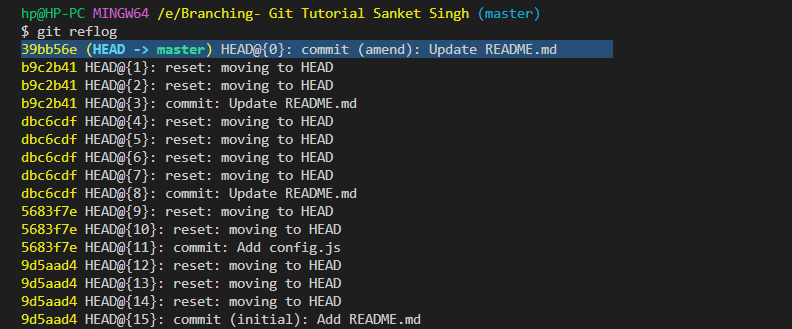 hp@HP-PC MINGW64 /e/Branching- Git Tutorial Sanket Singh (master)
$ git reflog
39bb56e (HEAD -> master) HEAD@{0}: commit (amend): Update README.md
b9c2b41 HEAD@{1}: reset: moving to HEAD
b9c2b41 HEAD@{2}: reset: moving to HEAD
b9c2b41 HEAD@{3}: commit: Update README.md
dbc6cdf HEAD@{4}: reset: moving to HEAD
dbc6cdf HEAD@{5}: reset: moving to HEAD
dbc6cdf HEAD@{6}: reset: moving to HEAD
dbc6cdf HEAD@{7}: reset: moving to HEAD
dbc6cdf HEAD@{8}: commit: Update README.md
5683f7e HEAD@{9}: reset: moving to HEAD
5683f7e HEAD@{10}: reset: moving to HEAD
5683f7e HEAD@{11}: commit: Add config.js
9d5aad4 HEAD@{12}: reset: moving to HEAD
9d5aad4 HEAD@{13}: reset: moving to HEAD
9d5aad4 HEAD@{14}: reset: moving to HEAD
9d5aad4 HEAD@{15}: commit (initial): Add README.md